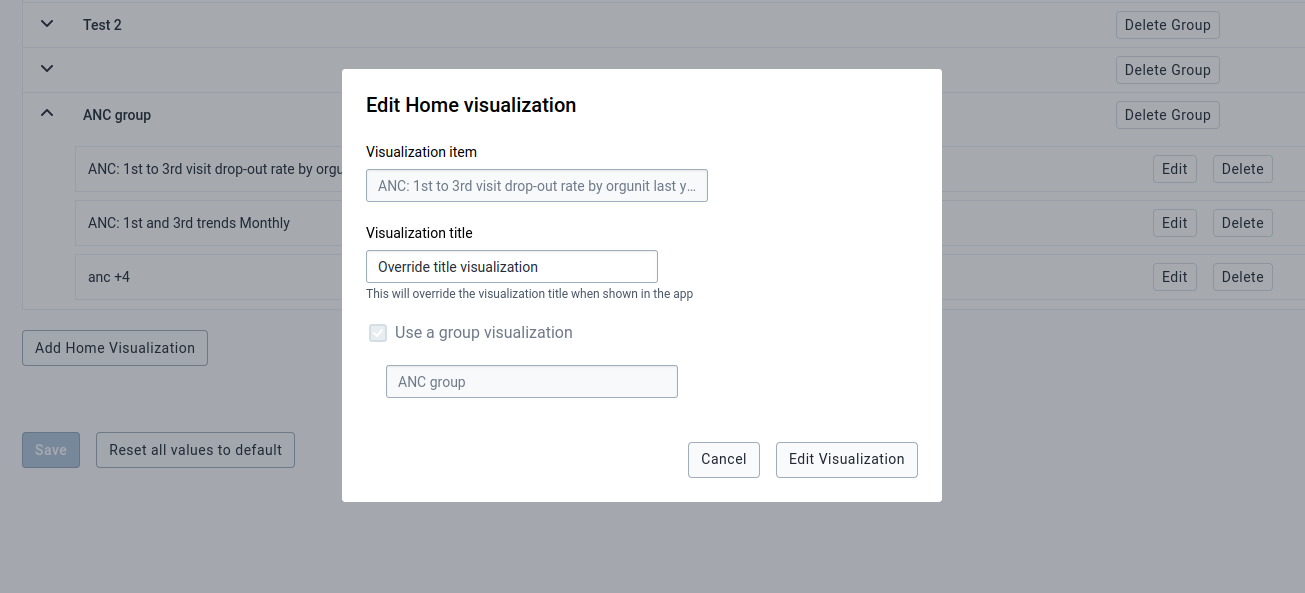 Test 2
Delete Group
Delete Group
ANC group
Delete Group
ANC: 1st to 3rd visit drop-out rate by orgu
Edit
Delete
ANC: 1st and 3rd trends Monthly
Edit
Delete
anc +4
Edit
Delete
Add Home Visualization
Save
Reset all values to default
Edit Home visualization
Visualization item
ANC: 1st to 3rd visit drop-out rate by orgunit last y…
Visualization title
Override title visualization
This will override the visualization title when shown in the app
Use a group visualization
ANC group
Cancel
Edit Visualization